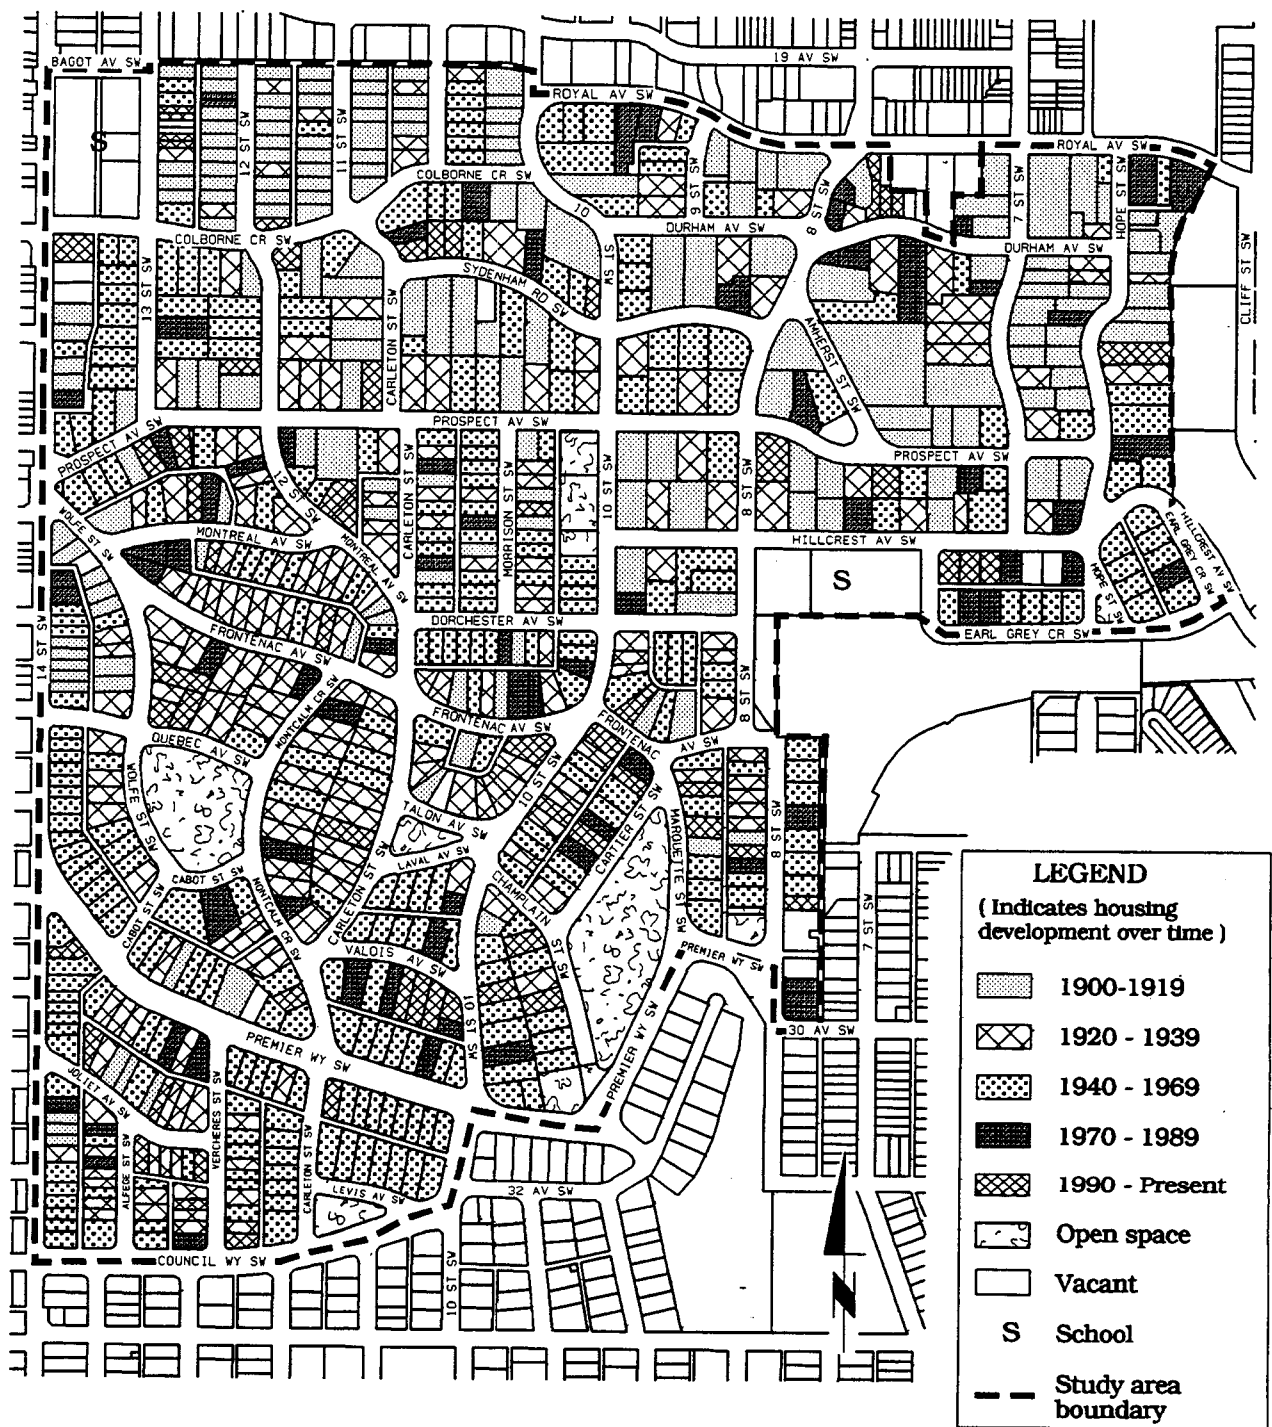 19 AV SW
BAGOT AV SW
ROYAL AV SW
ROYAL AV SW
S
12 ST SW
11 ST SW
COLBORNE CR SW
9 ST SW
8 ST SW
7 ST SW
HOPE ST SW
10 ST SW
DURHAM AV SW
DURHAM AV SW
COLBORNE CR SW
13 ST SW
SYDENHAM RD SW
CLIFF ST SW
CARLETON ST SW
AMHERST ST SW
PROSPECT AV SW
PROSPECT AV SW
PROSPECT AV SW
12 ST SW
CARLETON ST SW
MORRISON ST SW
10 ST SW
8 ST SW
WOLFE ST SW
MONTREAL AV SW
MONTREAL AV SW
HILLCREST AV SW
HILLCREST AV SW
EARL GREY CR SW
HOPE ST SW
S
DORCHESTER AV SW
EARL GREY CR SW
14 ST SW
FRONTENAC AV SW
MONTCALM CR SW
8 ST SW
FRONTENAC AV SW
FRONTENAC AV SW
QUEBEC AV SW
WOLFE ST SW
10 ST SW
TALON AV SW
CARTIER ST SW
MARQUETTE ST SW
8 ST SW
LAVAL AV SW
CARLETON ST SW
CHAMPLAIN ST SW
CABOT ST SW
CABOT ST SW
MONTCALM CR SW
VALOIS AV SW
PREMIER WY SW
7 ST SW
10 ST SW
30 AV SW
PREMIER WY SW
PREMIER WY SW
JOLIET AV SW
VERCHERES ST SW
ALFEGE ST SW
CARLETON ST SW
LEVIS AV SW
32 AV SW
COUNCIL WY SW
10 ST SW
N
LEGEND
( Indicates housing
development over time )
1900-1919
1920 - 1939
1940 - 1969
1970 - 1989
1990 - Present
Open space
Vacant
S School
Study area
boundary